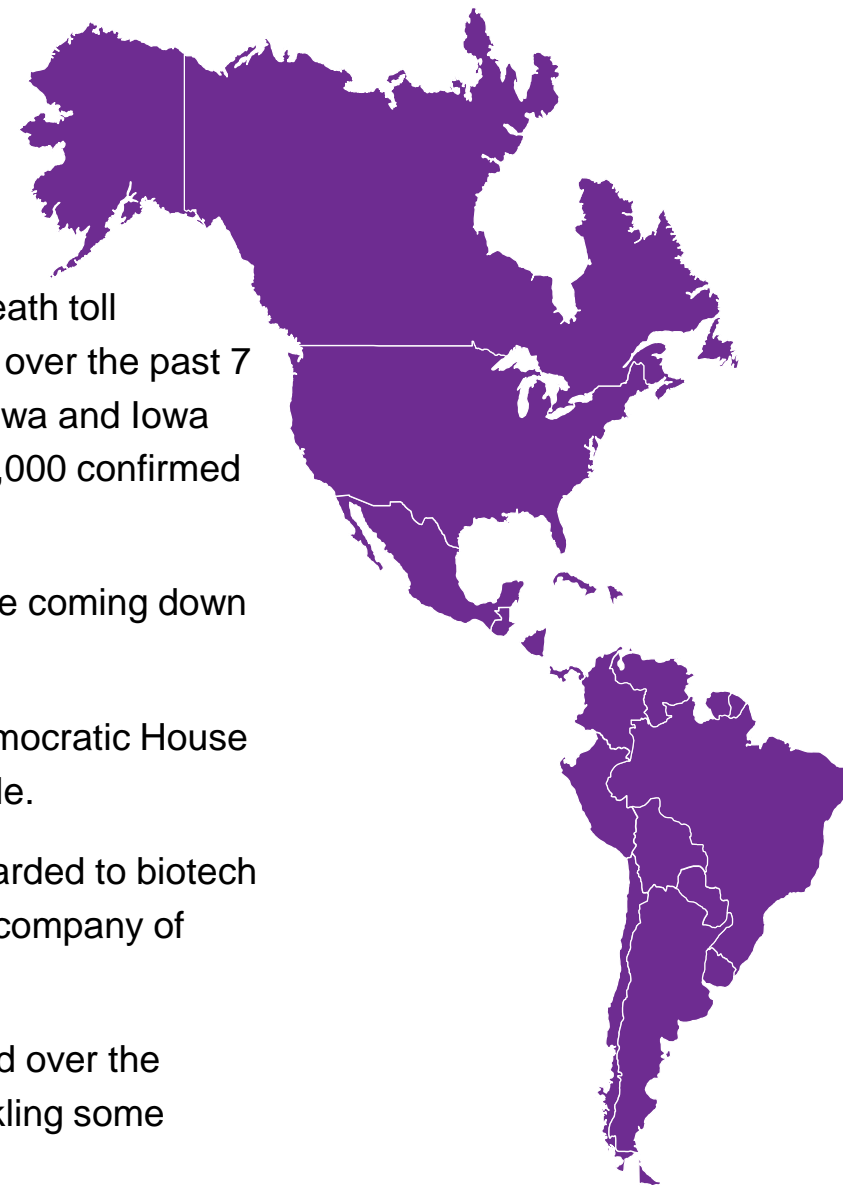 eath toll
over the past 7
wa and Iowa
,000 confirmed
e coming down
mocratic House
le.
arded to biotech
company of
d over the
kling some